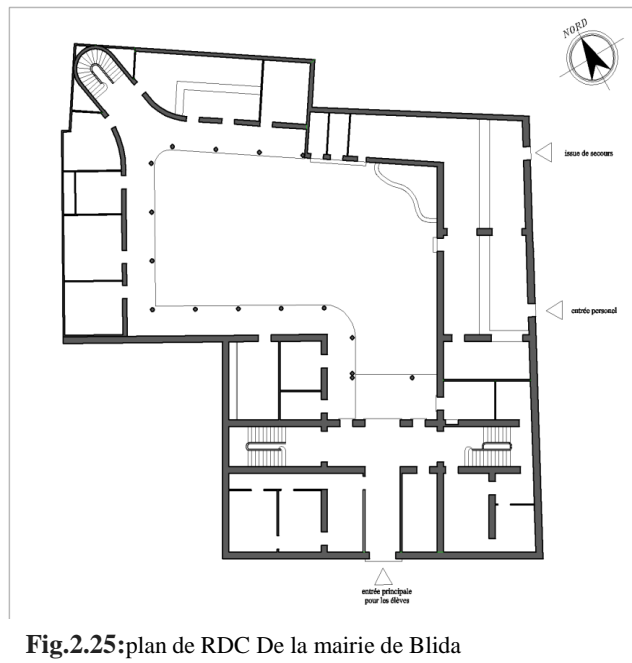 NORD
issue de secours
entrée personel
entrée principale
pour les élèves
Fig.2.25:plan de RDC De la mairie de Blida